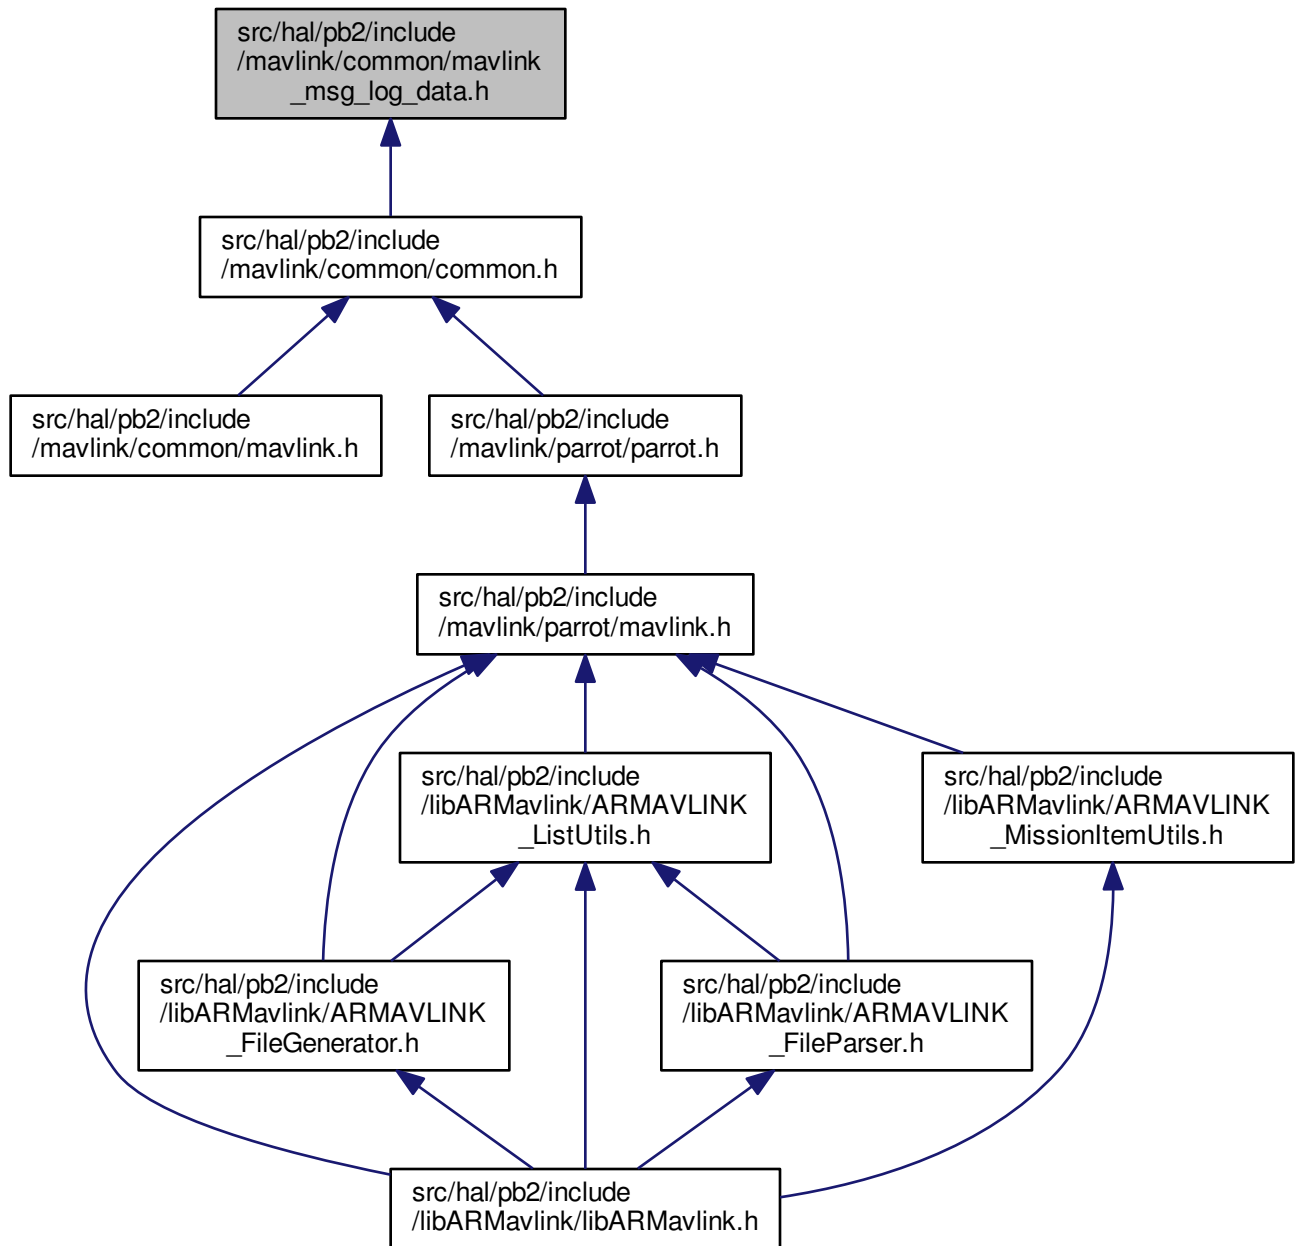 src/hal/pb2/include
/mavlink/common/mavlink
_msg_log_data.h
src/hal/pb2/include
/mavlink/common/common.h
src/hal/pb2/include
/mavlink/common/mavlink.h
src/hal/pb2/include
/mavlink/parrot/parrot.h
src/hal/pb2/include
/mavlink/parrot/mavlink.h
src/hal/pb2/include
/libARMavlink/ARMAVLINK
_ListUtils.h
src/hal/pb2/include
/libARMavlink/ARMAVLINK
_MissionItemUtils.h
src/hal/pb2/include
/libARMavlink/ARMAVLINK
_FileGenerator.h
src/hal/pb2/include
/libARMavlink/ARMAVLINK
_FileParser.h
src/hal/pb2/include
/libARMavlink/libARMavlink.h